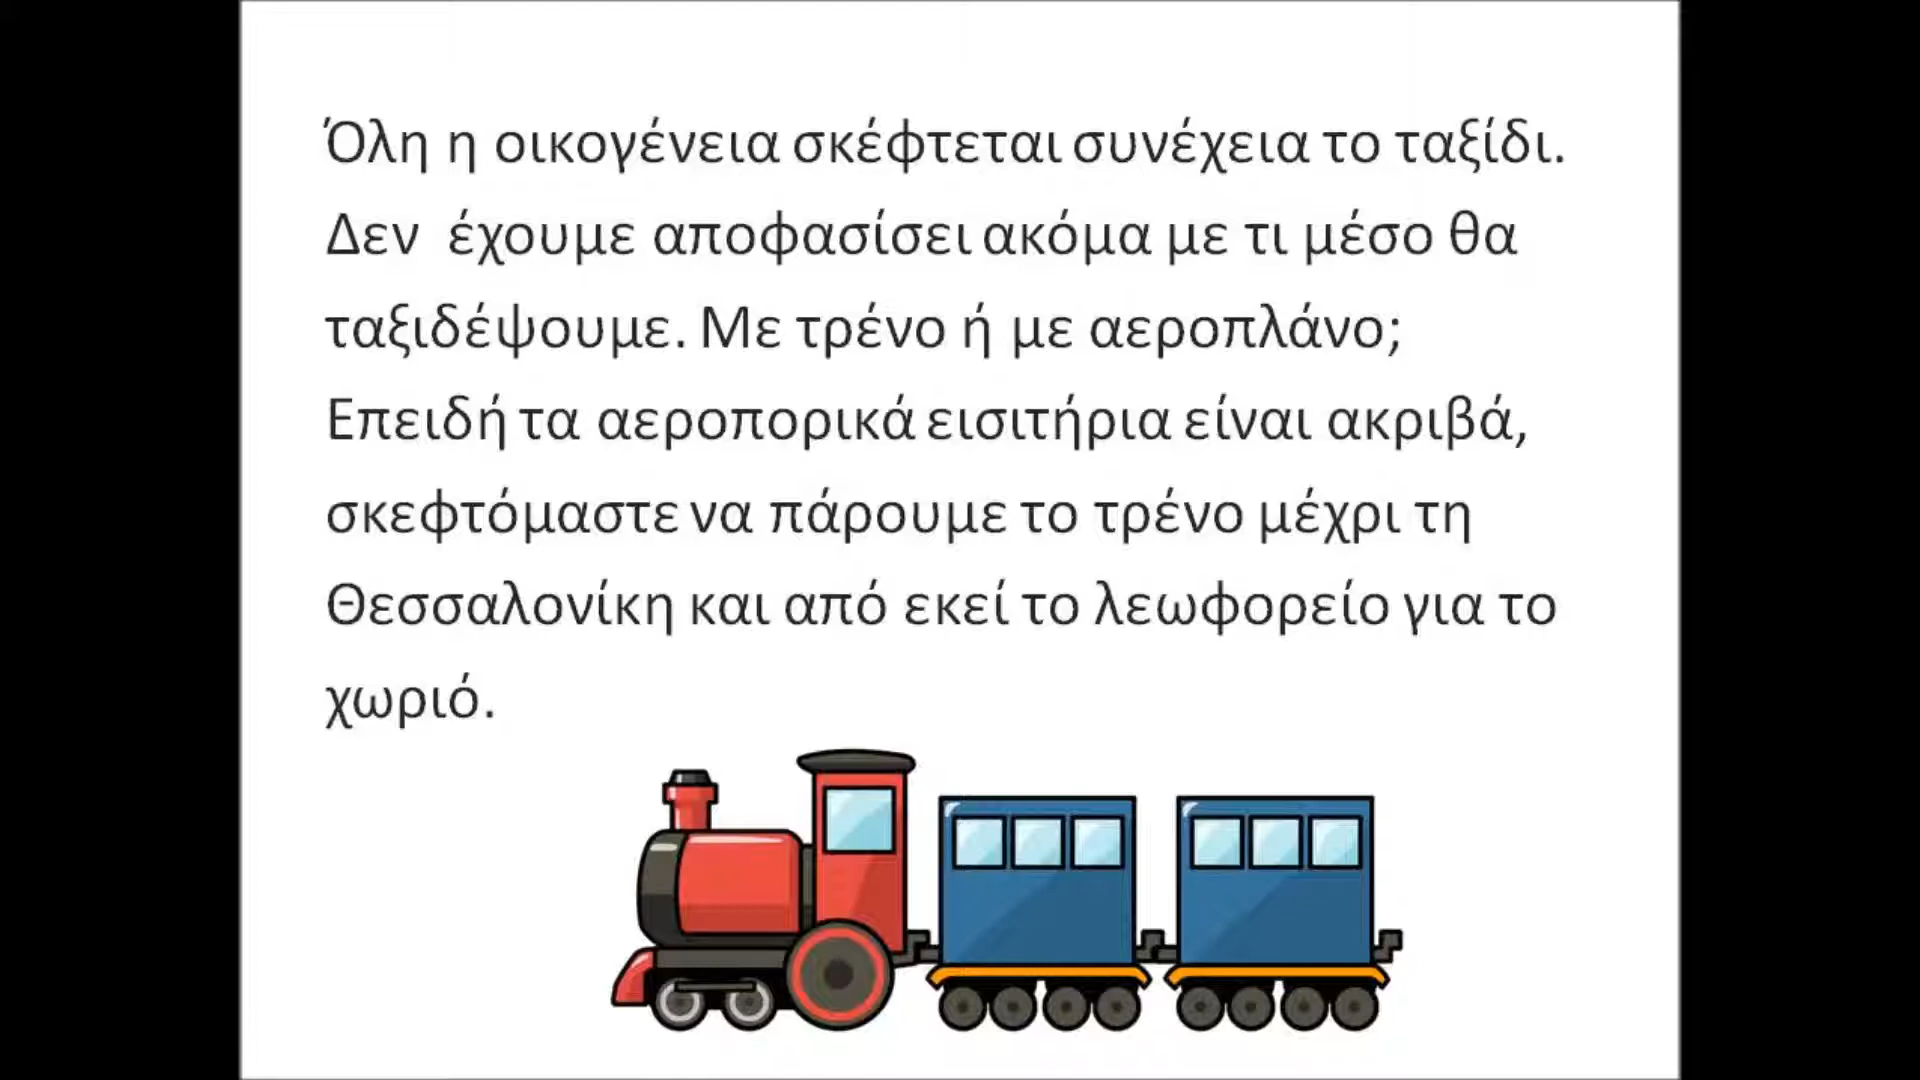 Όλη η οικογένεια σκέφτεται συνέχεια το ταξίδι.
Δεν έχουμε αποφασίσει ακόμα με τι μέσο θα
ταξιδέψουμε. Με τρένο ή με αεροπλάνο;
Επειδή τα αεροπορικά εισιτήρια είναι ακριβά,
σκεφτόμαστε να πάρουμε το τρένο μέχρι τη
Θεσσαλονίκη και από εκεί το λεωφορείο για το
χωριό.